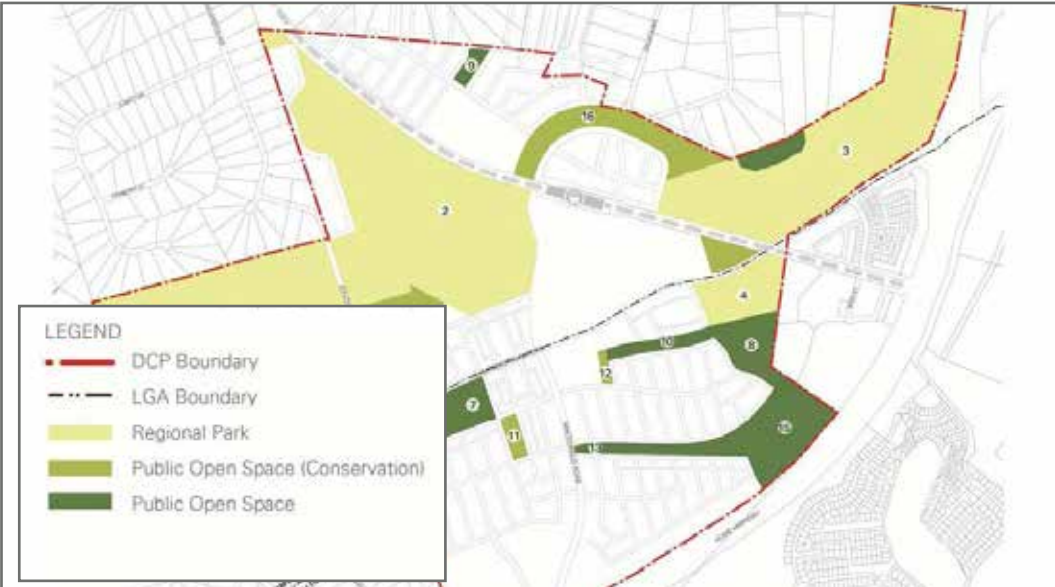 9
16
3
2
4
10
8
12
7
11
15
13
LEGEND
DCP Boundary
LGA Boundary
Regional Park
Public Open Space (Conservation)
Public Open Space